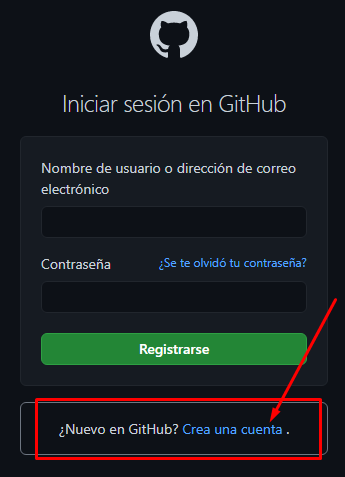 Iniciar sesión en GitHub
Nombre de usuario o dirección de correo
electrónico
Contraseña ¿Se te olvidó tu contraseña?
Registrarse
¿Nuevo en GitHub? Crea una cuenta .